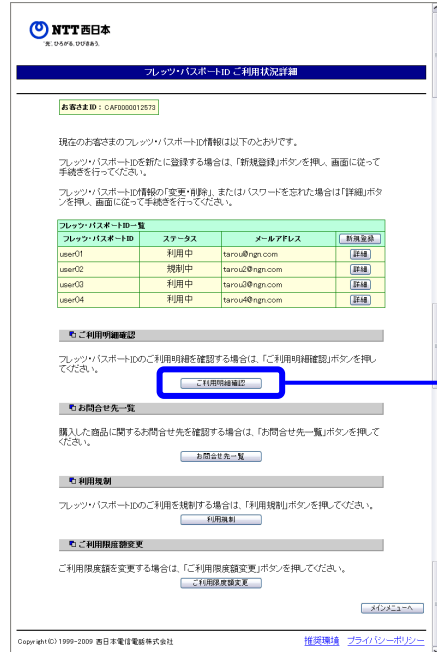 NTT西日本
光、ひろがる。ひびきあう。
フレッツ・パスポートID ご利用状況詳細
お客さまID：CAF0000012573
現在のお客さまのフレッツ・パスポートID情報は以下のとおりです。
フレッツ・パスポートIDを新たに登録する場合は、「新規登録」ボタンを押し、画面に従って
手続きを行ってください。
フレッツ・パスポートID情報の「変更・削除」、またはパスワードを忘れた場合は「詳細」ボタ
ンを押し、画面に従って手続きを行ってください。
フレッツ・パスポートID一覧
フレッツ・パスポートID ステータス メールアドレス 新規登録
user01 利用中 tarou@ngn.com 詳細
user02 規制中 tarou2@ngn.com 詳細
user03 利用中 tarou3@ngn.com 詳細
user04 利用中 tarou4@ngn.com 詳細
ご利用明細確認
フレッツ・パスポートIDのご利用明細を確認する場合は、「ご利用明細確認」ボタンを押し
てください。
ご利用明細確認
お問合せ先一覧
購入した商品に関するお問合せ先を確認する場合は、「お問合せ先一覧」ボタンを押して
ください。
お問合せ先一覧
利用規制
フレッツ・パスポートIDのご利用を規制する場合は、「利用規制」ボタンを押してください。
利用規制
ご利用限度額変更
ご利用限度額を変更する場合は、「ご利用限度額変更」ボタンを押してください。
ご利用限度額変更
メインメニューへ
Copyright(C) 1999-2009 西日本電信電話株式会社 推奨環境 プライバシーポリシー